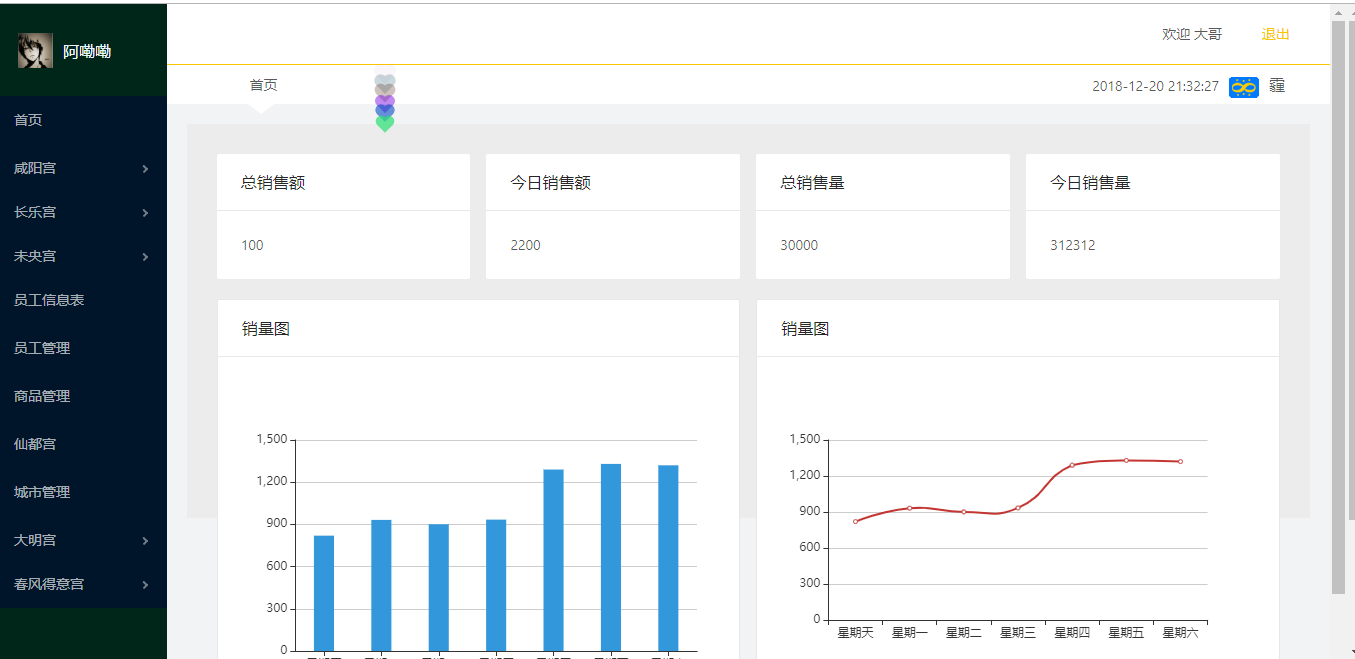 阿嘞嘞
首页
咸阳宫
长乐宫
未央宫
员工信息表
员工管理
商品管理
仙都宫
城市管理
大明宫
春风得意宫
欢迎 大哥 退出
首页
2018-12-20 21:32:27 霾
总销售额
100
今日销售额
2200
总销售量
30000
今日销售量
312312
销量图
1,500
1,200
900
600
300
0
销量图
1,500
1,200
900
600
300
0
星期天 星期一 星期二 星期三 星期四 星期五 星期六